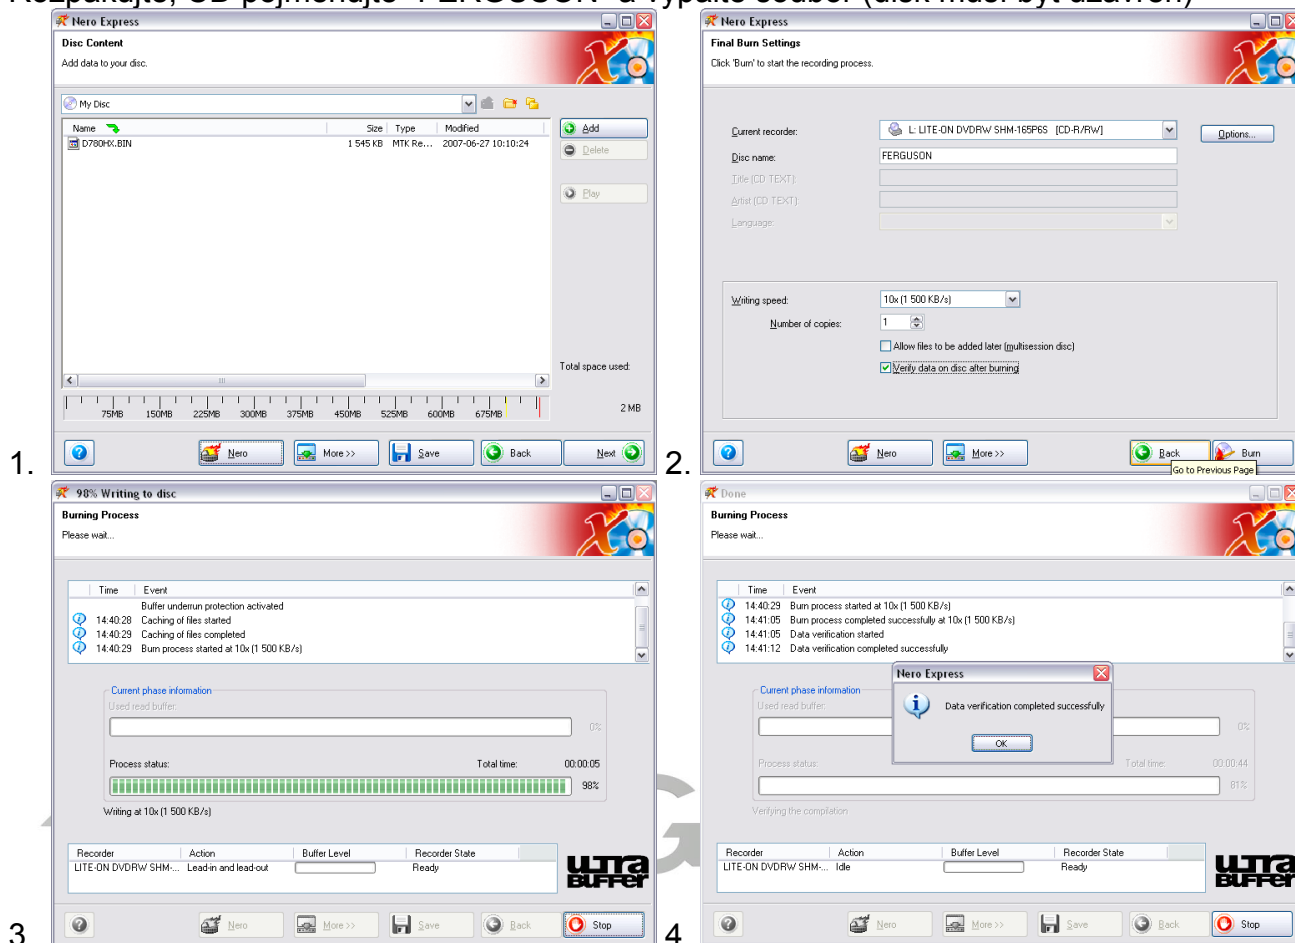 Rozpakujte, CD pojmenujte "FERGUSON" a vypalte soubor (disk musí být uzavřen)
Nero Express
Disc Content
Add data to your disc.
My Disc
Name Size Type Modified
D780HX.BIN 1 545 KB MTK Re... 2007-06-27 10:10:24
Add
Delete
Play
Total space used:
75MB 150MB 225MB 300MB 375MB 450MB 525MB 600MB 675MB 2 MB
1. Nero More >> Save Back Next
Nero Express
Final Burn Settings
Click 'Burn' to start the recording process.
Current recorder: L: LITE-ON DVDRW SHM-165P6S [CD-R/RW] Options...
Disc name: FERGUSON
Title (CD TEXT):
Artist (CD TEXT):
Language:
Writing speed: 10x (1 500 KB/s)
Number of copies: 1
Allow files to be added later (multisession disc)
Verify data on disc after burning
2. Nero More >> Back Burn
Go to Previous Page
98% Writing to disc
Burning Process
Please wait...
Time Event
Buffer underrun protection activated
14:40:28 Caching of files started
14:40:29 Caching of files completed
14:40:29 Burn process started at 10x (1 500 KB/s)
Current phase information
Used read buffer:
0%
Process status: Total time: 00:00:05
98%
Writing at 10x (1 500 KB/s)
Recorder Action Buffer Level Recorder State
LITE-ON DVDRW SHM-... Lead-in and lead-out Ready
ULTRA
BUFFER
3. Nero More >> Save Back Stop
Done
Burning Process
Please wait...
Time Event
14:40:29 Burn process started at 10x (1 500 KB/s)
14:41:05 Burn process completed successfully at 10x (1 500 KB/s)
14:41:05 Data verification started
14:41:12 Data verification completed successfully
Nero Express
Data verification completed successfully
OK
Current phase information
Used read buffer:
0%
Process status: Total time: 00:00:44
81%
Verifying the compilation
Recorder Action Buffer Level Recorder State
LITE-ON DVDRW SHM-... Idle Ready
ULTRA
BUFFER
4. Nero More >> Save Back Stop